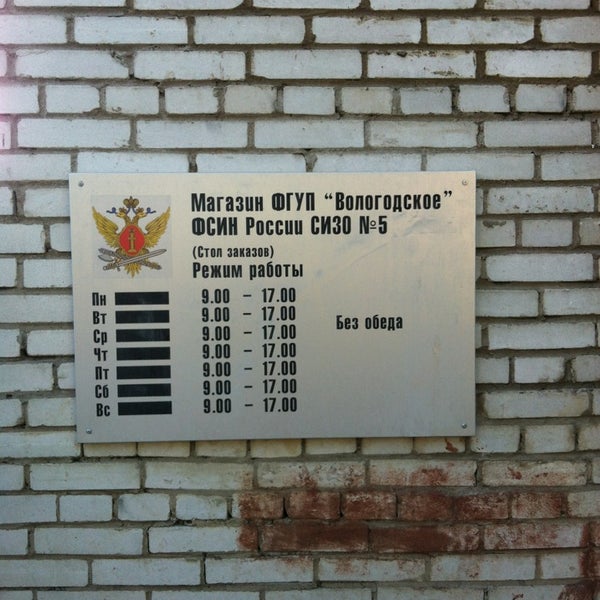 Магазин ФГУП "Вологодское"
ФСИН России СИЗО №5
(Стол заказов)
Режим работы
Пн 9.00 – 17.00
Вт 9.00 – 17.00
Ср 9.00 – 17.00 Без обеда
Чт 9.00 – 17.00
Пт 9.00 – 17.00
Сб 9.00 – 17.00
Вс 9.00 – 17.00